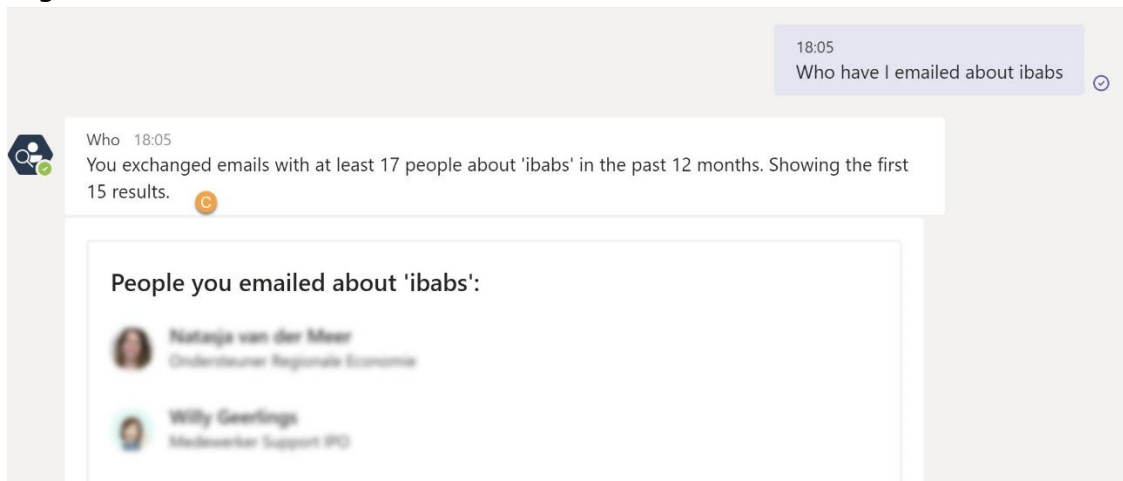 18:05
Who have I emailed about ibabs
Who 18:05
You exchanged emails with at least 17 people about 'ibabs' in the past 12 months. Showing the first
15 results.
C
People you emailed about 'ibabs':